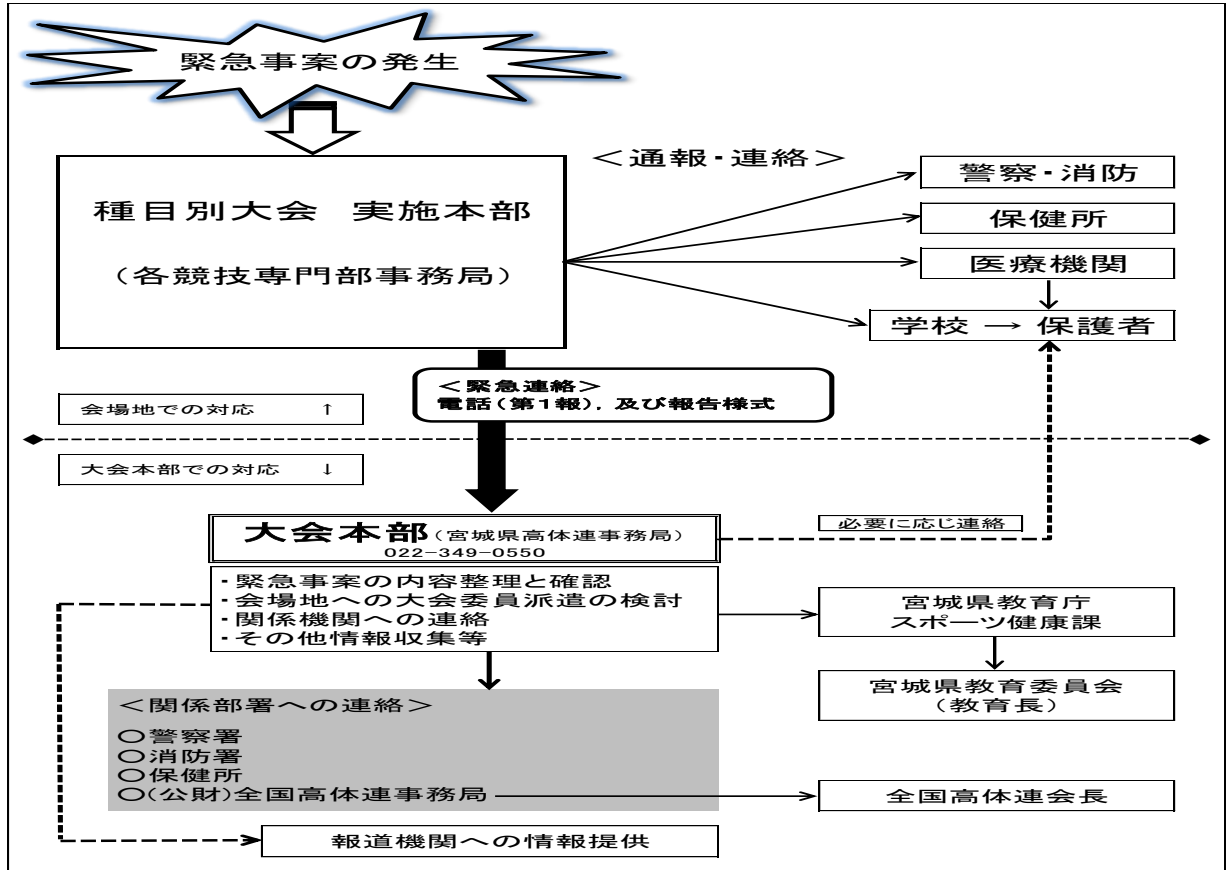 緊急事案の発生
種目別大会 実施本部
（各競技専門部事務局）
＜通報・連絡＞
警察・消防
保健所
医療機関
学校 → 保護者
＜緊急連絡＞
電話（第１報），及び報告様式
会場地での対応 ↑
大会本部での対応 ↓
大会本部（宮城県高体連事務局）
022-349-0550
必要に応じ連絡
・緊急事案の内容整理と確認
・会場地への大会委員派遣の検討
・関係機関への連絡
・その他情報収集等
宮城県教育庁
スポーツ健康課
宮城県教育委員会
（教育長）
＜関係部署への連絡＞
○警察署
○消防署
○保健所
○(公財)全国高体連事務局
全国高体連会長
報道機関への情報提供